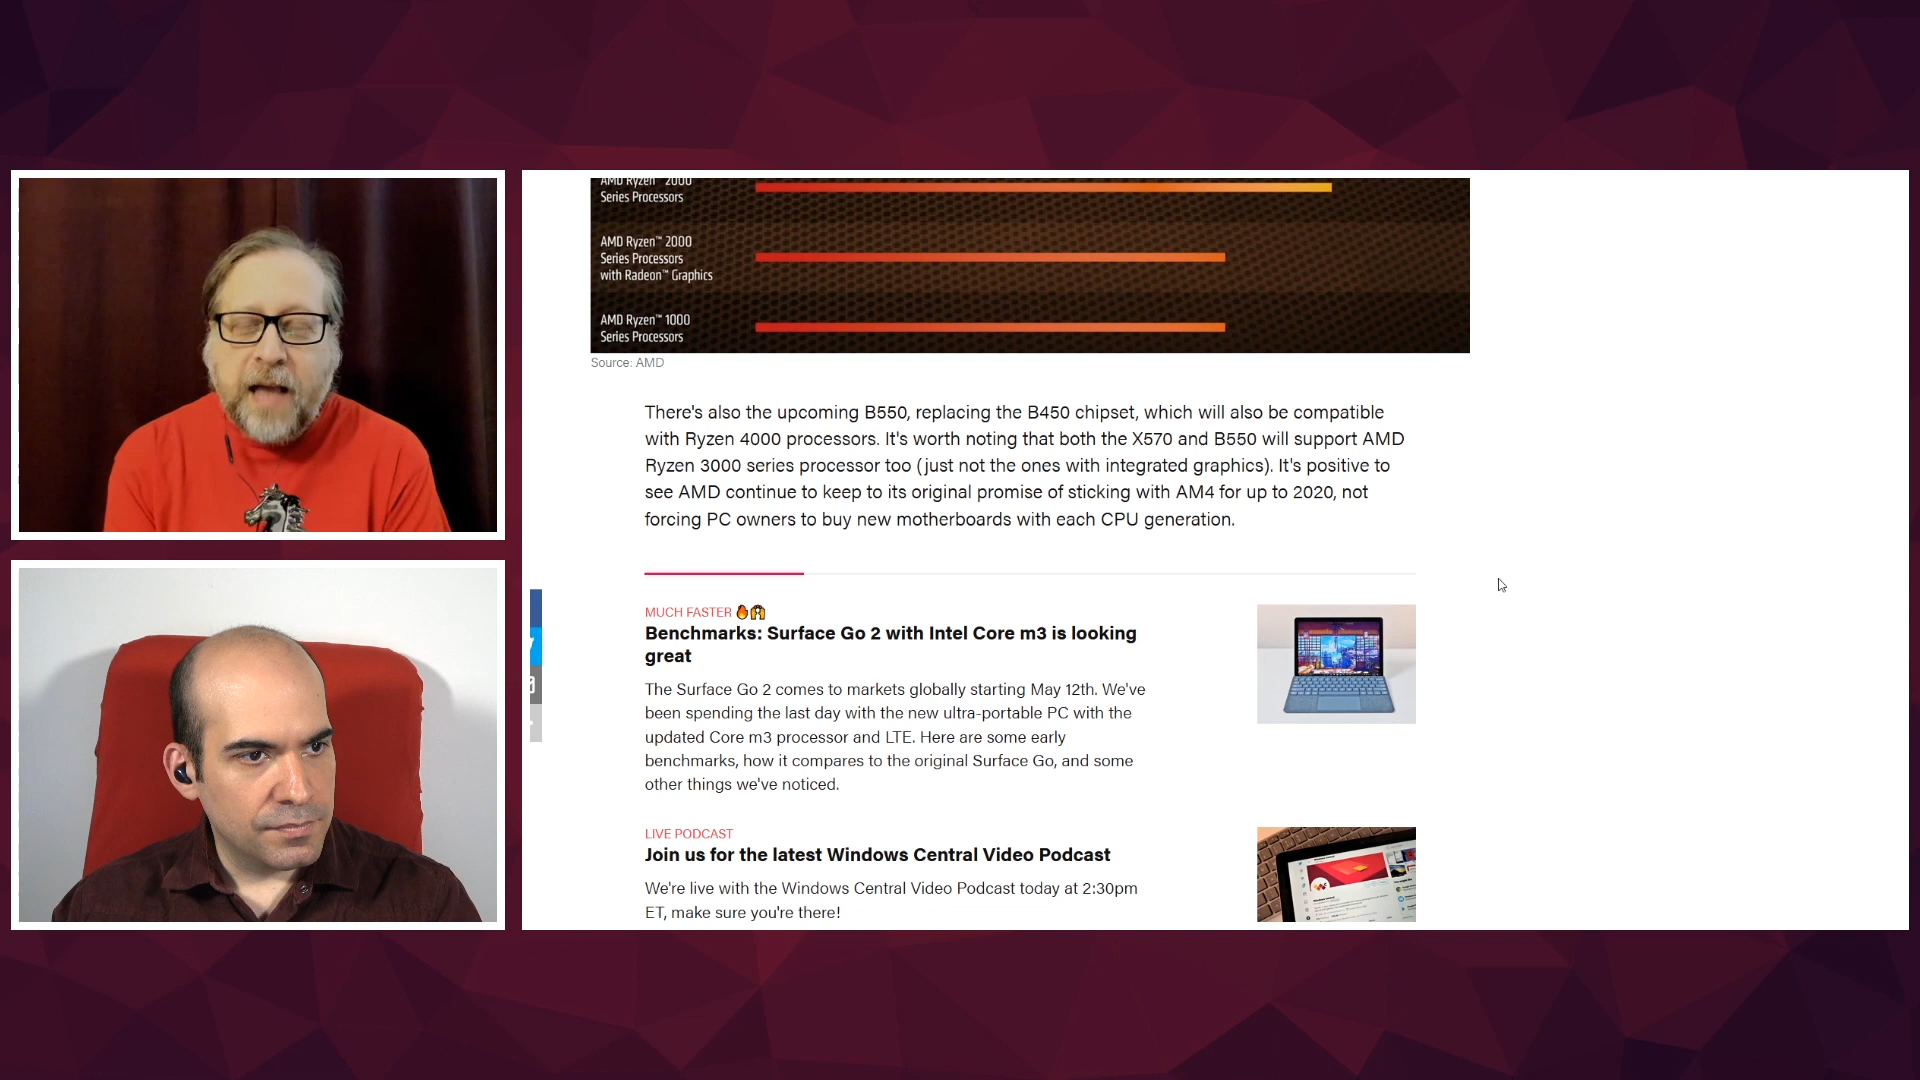 AMD Ryzen™ 2000
Series Processors
AMD Ryzen™ 2000
Series Processors
with Radeon™ Graphics
AMD Ryzen™ 1000
Series Processors
Source: AMD
There's also the upcoming B550, replacing the B450 chipset, which will also be compatible
with Ryzen 4000 processors. It's worth noting that both the X570 and B550 will support AMD
Ryzen 3000 series processor too (just not the ones with integrated graphics). It's positive to
see AMD continue to keep to its original promise of sticking with AM4 for up to 2020, not
forcing PC owners to buy new motherboards with each CPU generation.
MUCH FASTER 🔥🙌
Benchmarks: Surface Go 2 with Intel Core m3 is looking
great
The Surface Go 2 comes to markets globally starting May 12th. We've
been spending the last day with the new ultra-portable PC with the
updated Core m3 processor and LTE. Here are some early
benchmarks, how it compares to the original Surface Go, and some
other things we've noticed.
LIVE PODCAST
Join us for the latest Windows Central Video Podcast
We're live with the Windows Central Video Podcast today at 2:30pm
ET, make sure you're there!